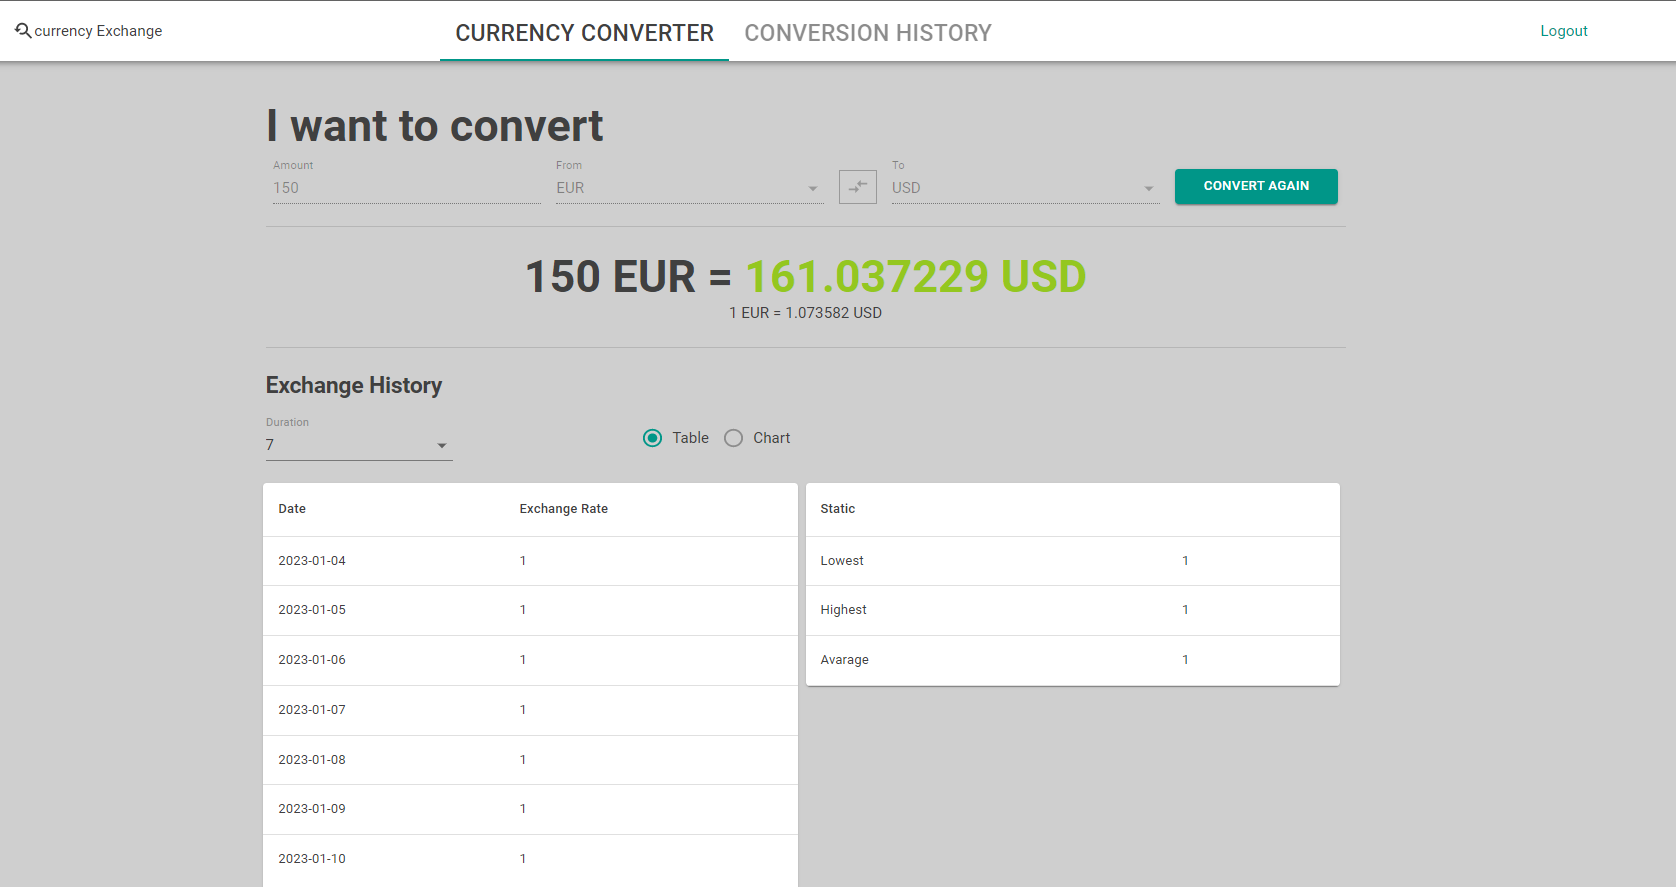 currency Exchange
CURRENCY CONVERTER
CONVERSION HISTORY
Logout
I want to convert
Amount
150
From
EUR
To
USD
CONVERT AGAIN
150 EUR = 161.037229 USD
1 EUR = 1.073582 USD
Exchange History
Duration
7
Table
Chart
Date Exchange Rate
2023-01-04 1
2023-01-05 1
2023-01-06 1
2023-01-07 1
2023-01-08 1
2023-01-09 1
2023-01-10 1
Static
Lowest 1
Highest 1
Avarage 1